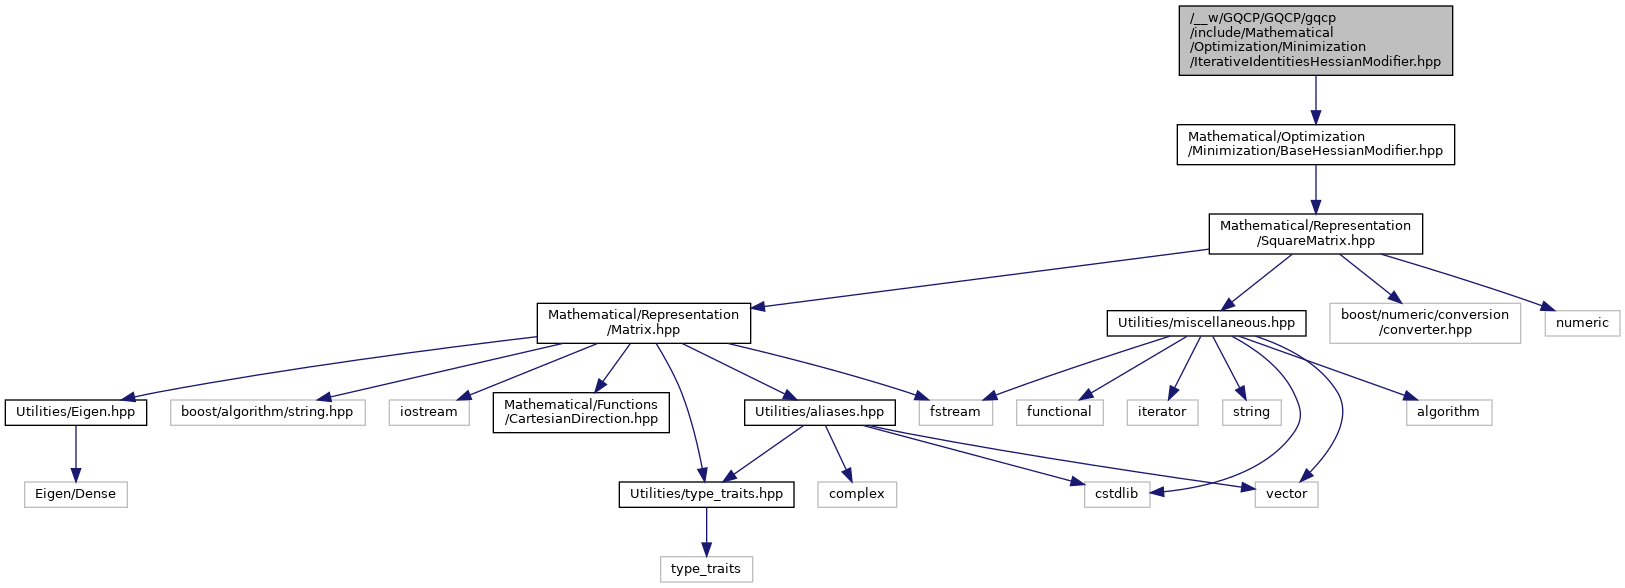 /__w/GQCP/GQCP/gqcp
/include/Mathematical
/Optimization/Minimization
/IterativeIdentitiesHessianModifier.hpp
Mathematical/Optimization
/Minimization/BaseHessianModifier.hpp
Mathematical/Representation
/SquareMatrix.hpp
Mathematical/Representation
/Matrix.hpp
Utilities/miscellaneous.hpp
boost/numeric/conversion
/converter.hpp
numeric
Utilities/Eigen.hpp
boost/algorithm/string.hpp
iostream
Mathematical/Functions
/CartesianDirection.hpp
Utilities/aliases.hpp
fstream
functional
iterator
string
algorithm
Eigen/Dense
Utilities/type_traits.hpp
complex
cstdlib
vector
type_traits